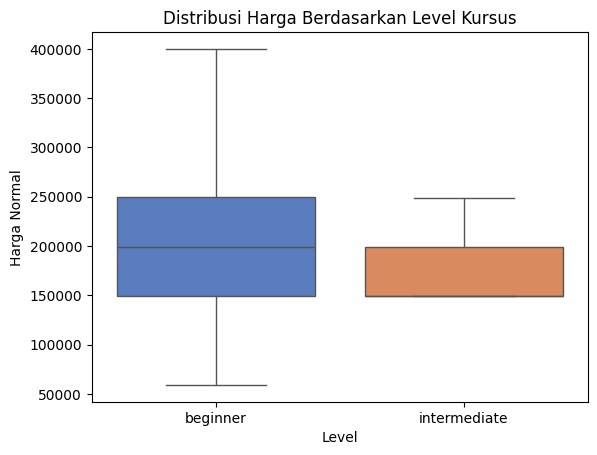 Distribusi Harga Berdasarkan Level Kursus
400000
350000
300000
250000
200000
150000
100000
50000
Harga Normal
beginner
intermediate
Level